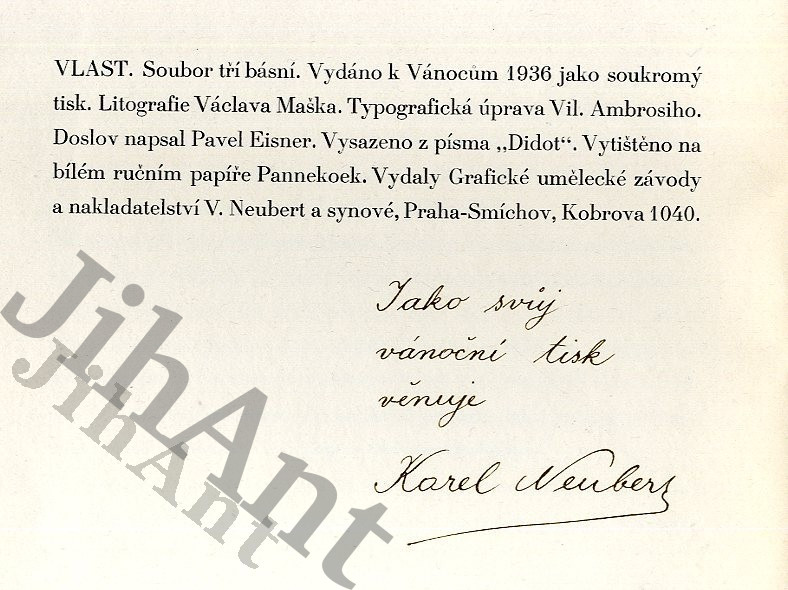 VLAST. Soubor tří básní. Vydáno k Vánocům 1936 jako soukromý
tisk. Litografie Václava Maška. Typografická úprava Vil. Ambrosiho.
Doslov napsal Pavel Eisner. Vysazeno z písma „Didot“. Vytištěno na
bílém ručním papíře Pannekoek. Vydaly Grafické umělecké závody
a nakladatelství V. Neubert a synové, Praha-Smíchov, Kobrova 1040.
Jako svůj
vánoční tisk
věnuje
Karel Neubert
JihAnt
JihAnt